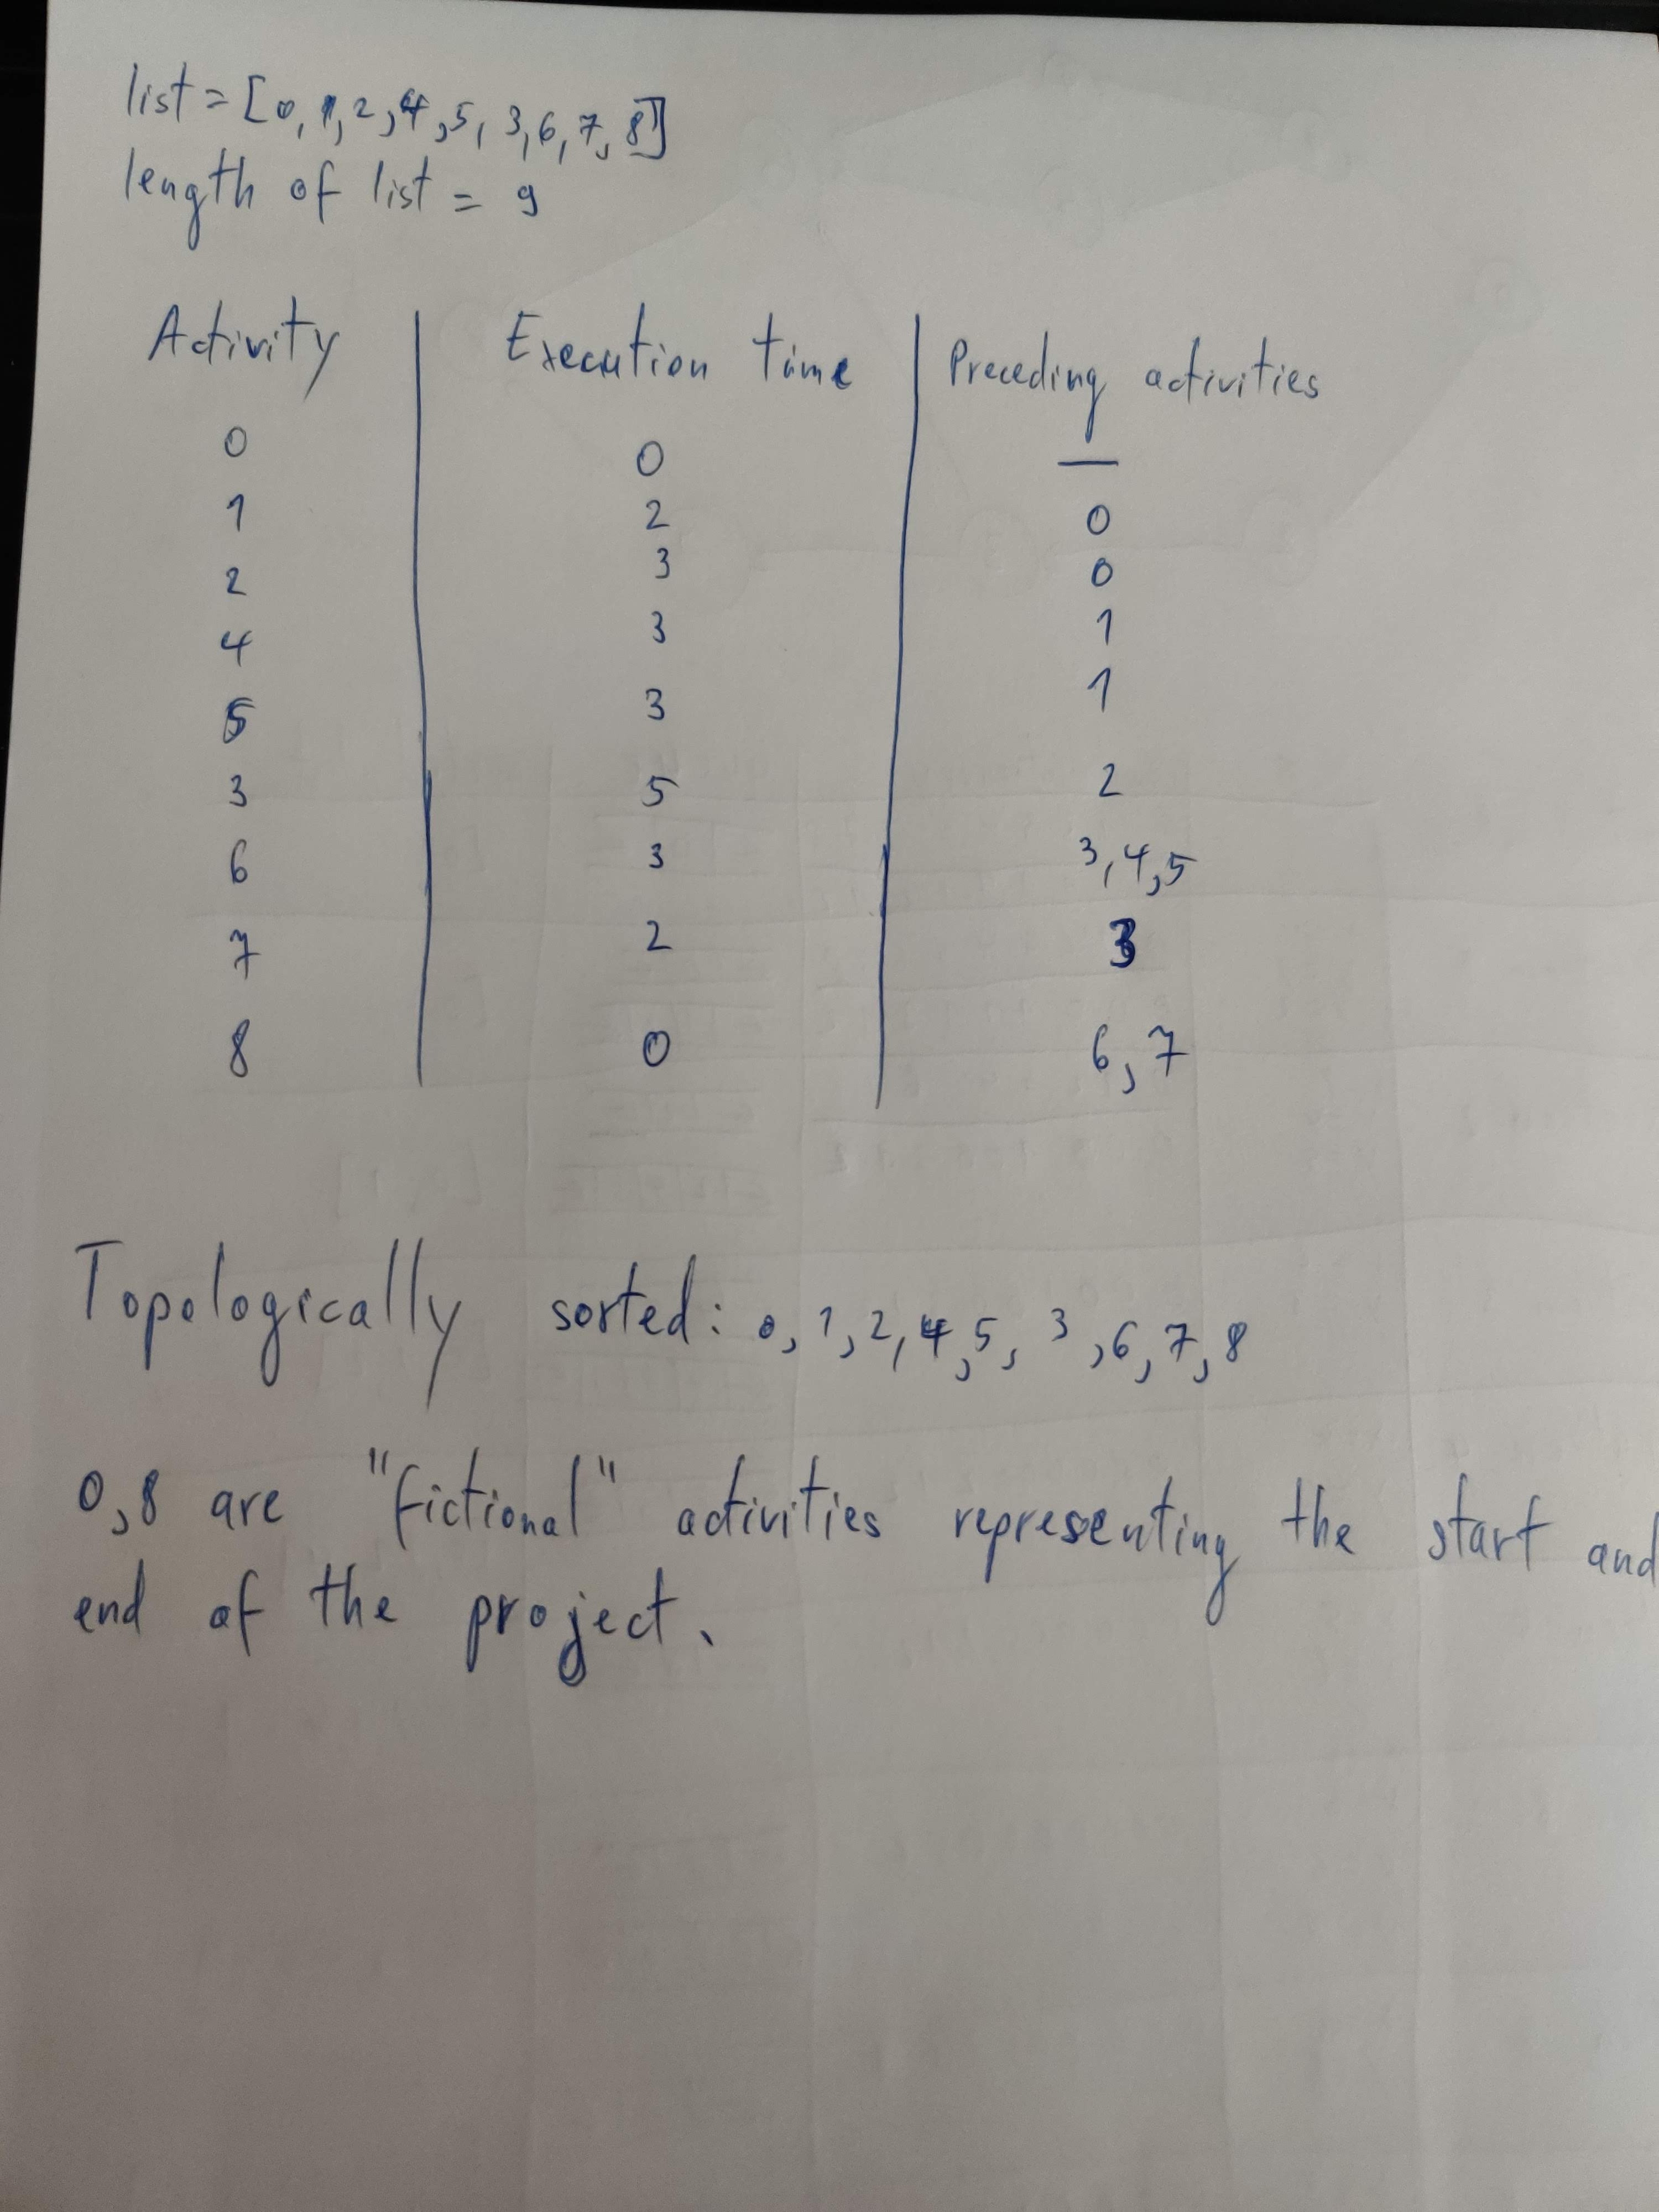 list = [0, 1, 2, 4, 5, 3, 6, 7, 8]
length of list = 9
Activity | Execution time | Preceding activities
0 | 0 | —
1 | 2 | 0
2 | 3 | 0
4 | 3 | 1
5 | 3 | 1
3 | 5 | 2
6 | 3 | 3,4,5
7 | 2 | 3
8 | 0 | 6,7
Topologically sorted: 0, 1, 2, 4, 5, 3, 6, 7, 8
0,8 are "fictional" activities representing the start and
end of the project.